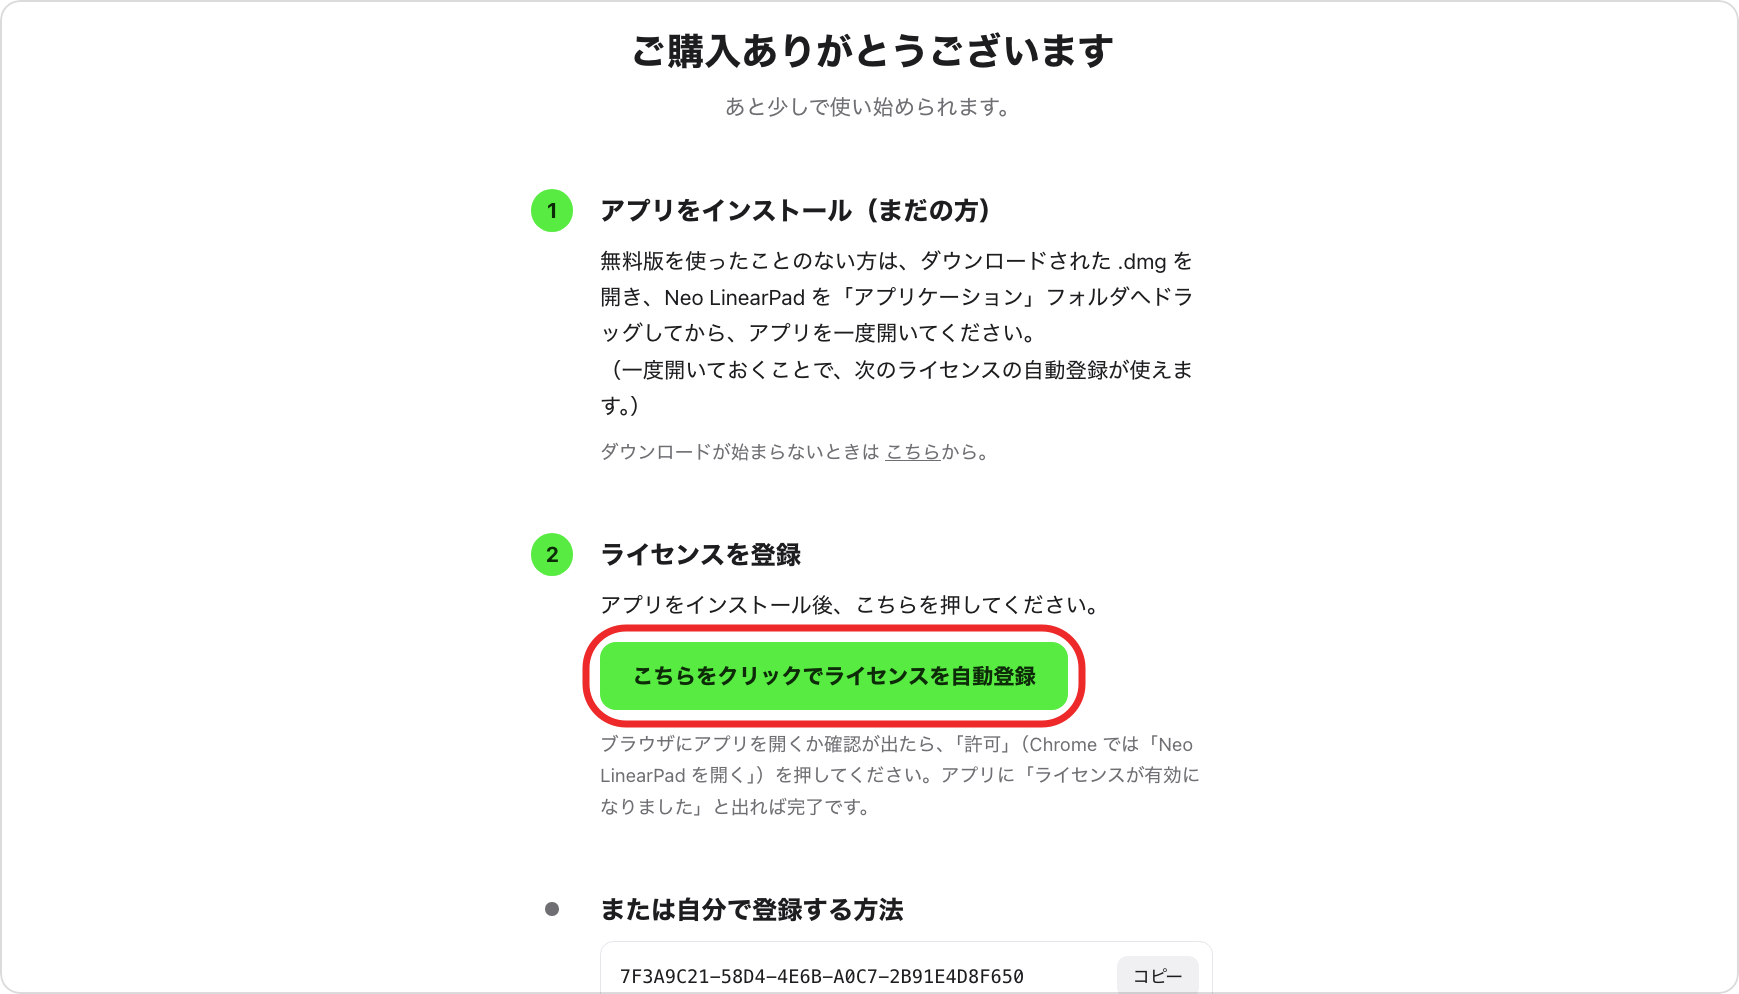 ご購入ありがとうございます
あと少しで使い始められます。
1
アプリをインストール（まだの方）
無料版を使ったことのない方は、ダウンロードされた .dmg を
開き、Neo LinearPad を「アプリケーション」フォルダへドラ
ッグしてから、アプリを一度開いてください。
（一度開いておくことで、次のライセンスの自動登録が使えま
す。）
ダウンロードが始まらないときは こちらから。
2
ライセンスを登録
アプリをインストール後、こちらを押してください。
こちらをクリックでライセンスを自動登録
ブラウザにアプリを開くか確認が出たら、「許可」（Chrome では「Neo
LinearPad を開く」）を押してください。アプリに「ライセンスが有効に
なりました」と出れば完了です。
または自分で登録する方法
7F3A9C21-58D4-4E6B-A0C7-2B91E4D8F650
コピー